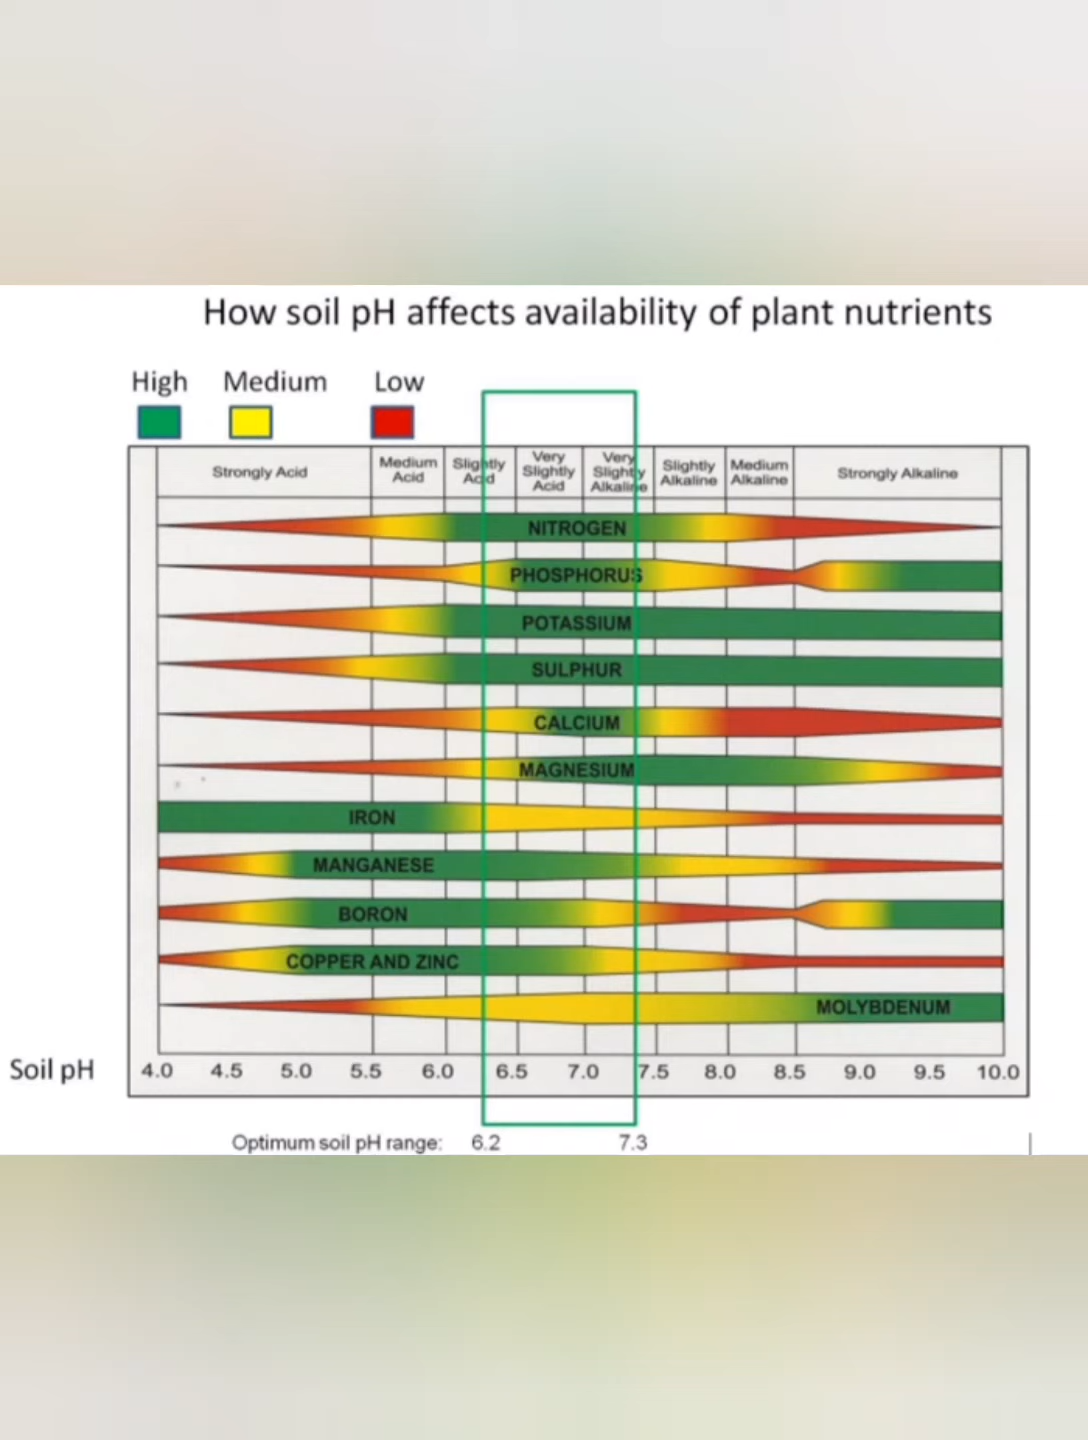 How soil pH affects availability of plant nutrients
High Medium Low
Strongly Acid
Medium Acid
Slightly Acid
Very Slightly Acid
Very Slightly Alkaline
Slightly Alkaline
Medium Alkaline
Strongly Alkaline
NITROGEN
PHOSPHORUS
POTASSIUM
SULPHUR
CALCIUM
MAGNESIUM
IRON
MANGANESE
BORON
COPPER AND ZINC
MOLYBDENUM
Soil pH 4.0 4.5 5.0 5.5 6.0 6.5 7.0 7.5 8.0 8.5 9.0 9.5 10.0
Optimum soil pH range: 6.2 7.3